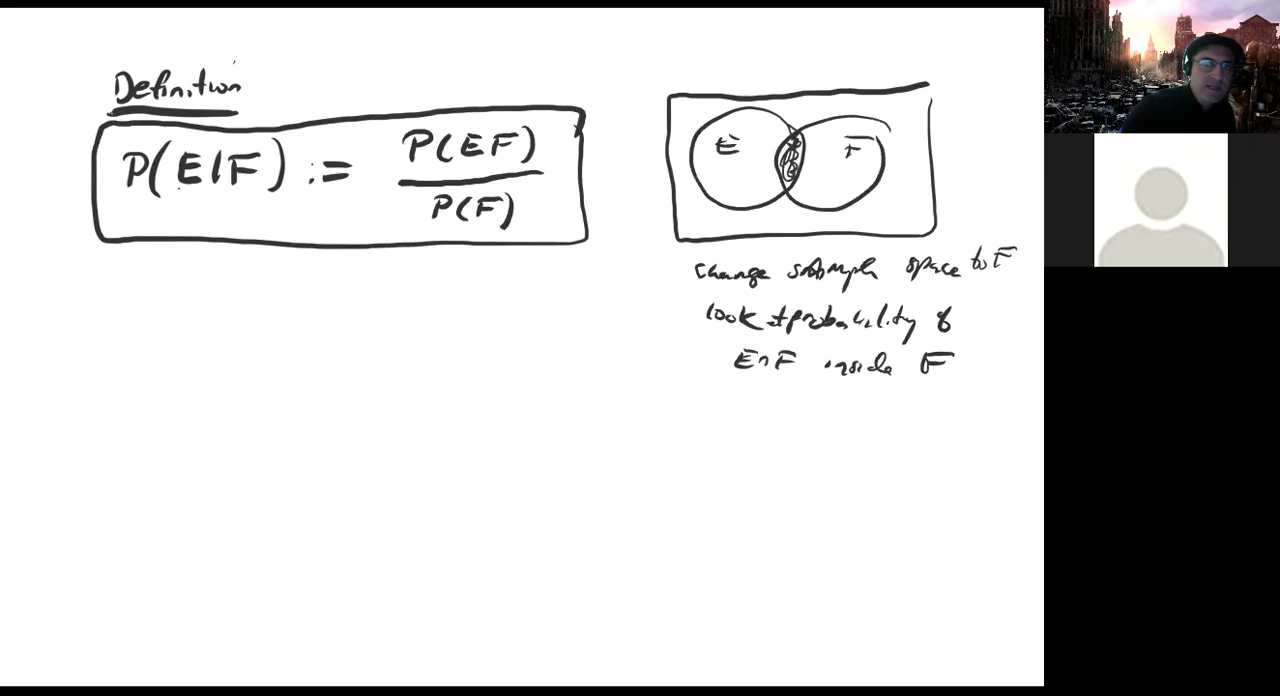 Definition
P(E|F) := P(EF) / P(F)
E F
change sample space to F
look at probability of
E∩F inside F